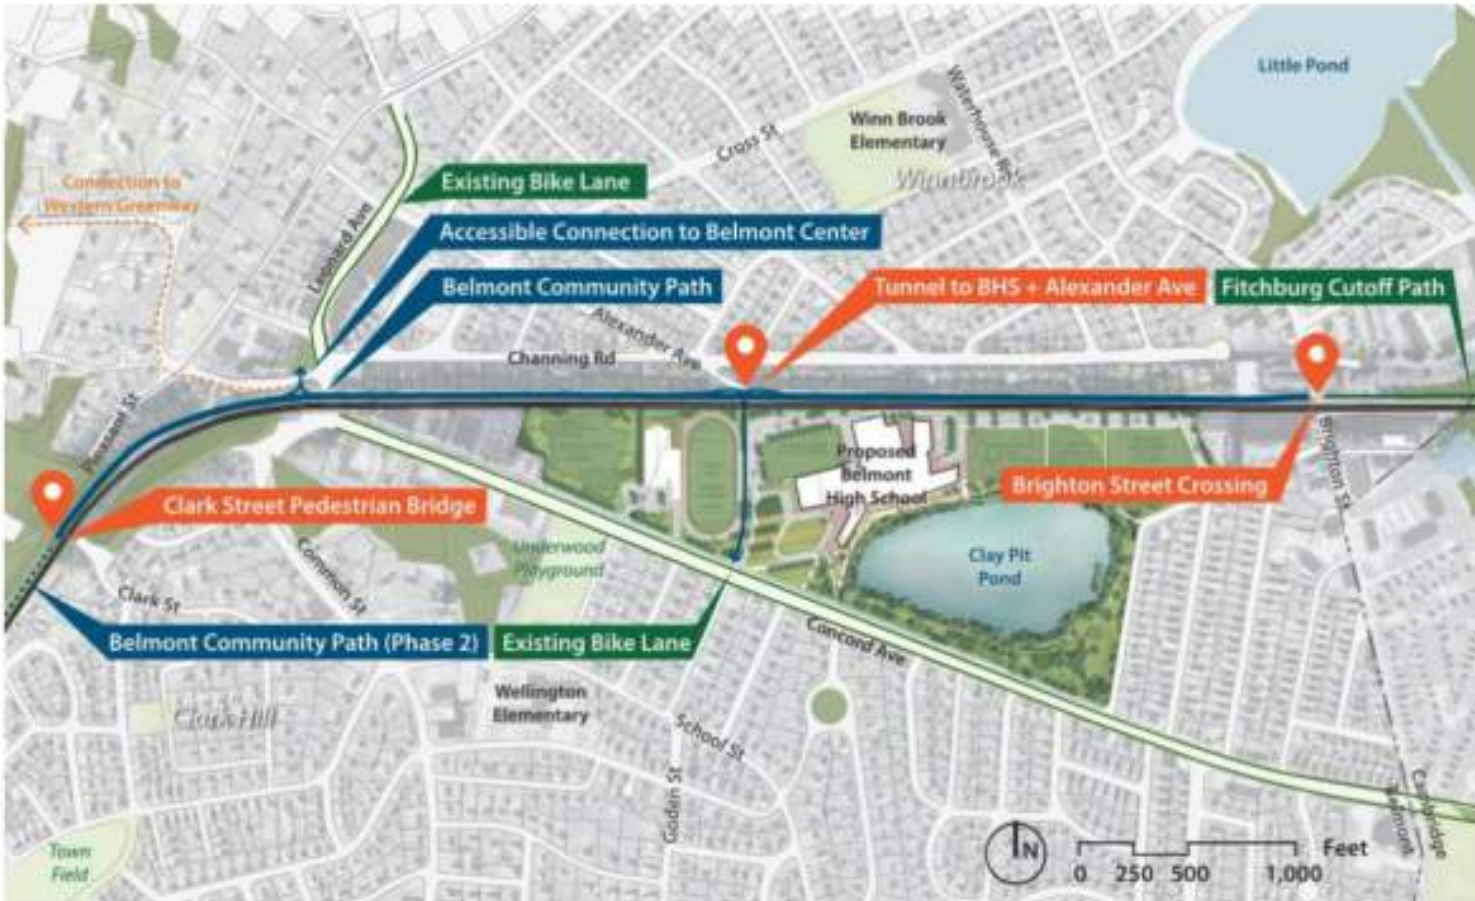 Little Pond
Winn Brook
Elementary
Waterhouse Rd
Cross St
Winnbrook
Connection to
Western Greenway
Existing Bike Lane
Leonard Ave
Accessible Connection to Belmont Center
Belmont Community Path
Tunnel to BHS + Alexander Ave
Fitchburg Cutoff Path
Alexander Ave
Channing Rd
Pleasant St
Proposed
Belmont
High School
Brighton St
Brighton Street Crossing
Clark Street Pedestrian Bridge
Underwood
Playground
Clay Pit
Pond
Common St
Clark St
Belmont Community Path (Phase 2)
Existing Bike Lane
Concord Ave
Wellington
Elementary
Clark Hill
School St
Goden St
Cambridge
Belmont
Town
Field
N
Feet
0 250 500 1,000